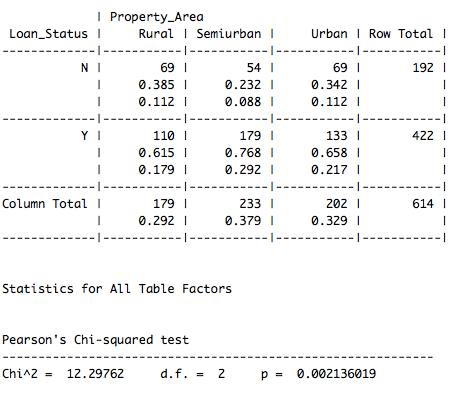 | Property_Area
 Loan_Status |     Rural | Semiurban |     Urban | Row Total |
-------------|-----------|-----------|-----------|-----------|
           N |        69 |        54 |        69 |       192 |
             |     0.385 |     0.232 |     0.342 |           |
             |     0.112 |     0.088 |     0.112 |           |
-------------|-----------|-----------|-----------|-----------|
           Y |       110 |       179 |       133 |       422 |
             |     0.615 |     0.768 |     0.658 |           |
             |     0.179 |     0.292 |     0.217 |           |
-------------|-----------|-----------|-----------|-----------|
Column Total |       179 |       233 |       202 |       614 |
             |     0.292 |     0.379 |     0.329 |           |
-------------|-----------|-----------|-----------|-----------|
Statistics for All Table Factors
Pearson's Chi-squared test
------------------------------------------------------------
Chi^2 =  12.29762     d.f. =  2     p =  0.002136019